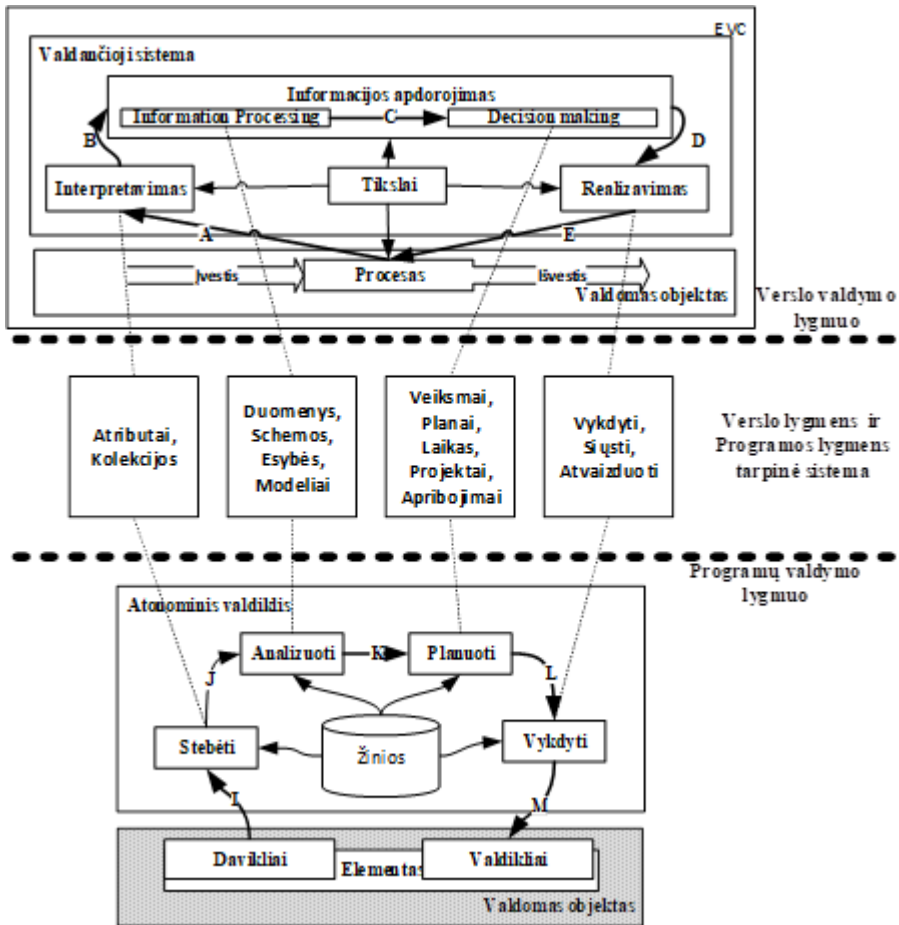 EVC
Valdančioji sistema
Informacijos apdorojimas
Information Processing
C
Decision making
B
D
Interpretavimas
Tikslai
Realizavimas
A
E
Įvestis
Procesas
Išvestis
Valdomas objektas
Verslo valdymo
lygmuo
Atributai,
Kolekcijos
Duomenys,
Schemos,
Esybės,
Modeliai
Veiksmai,
Planai,
Laikas,
Projektai,
Apribojimai
Vykdyti,
Siųsti,
Atvaizduoti
Verslo lygmens ir
Programos lygmens
tarpinė sistema
Programų valdymo
lygmuo
Atonominis valdildis
Analizuoti
K
Planuoti
J
L
Stebėti
Žinios
Vykdyti
I
M
Davikliai
Elementas
Valdikliai
Valdomas objektas